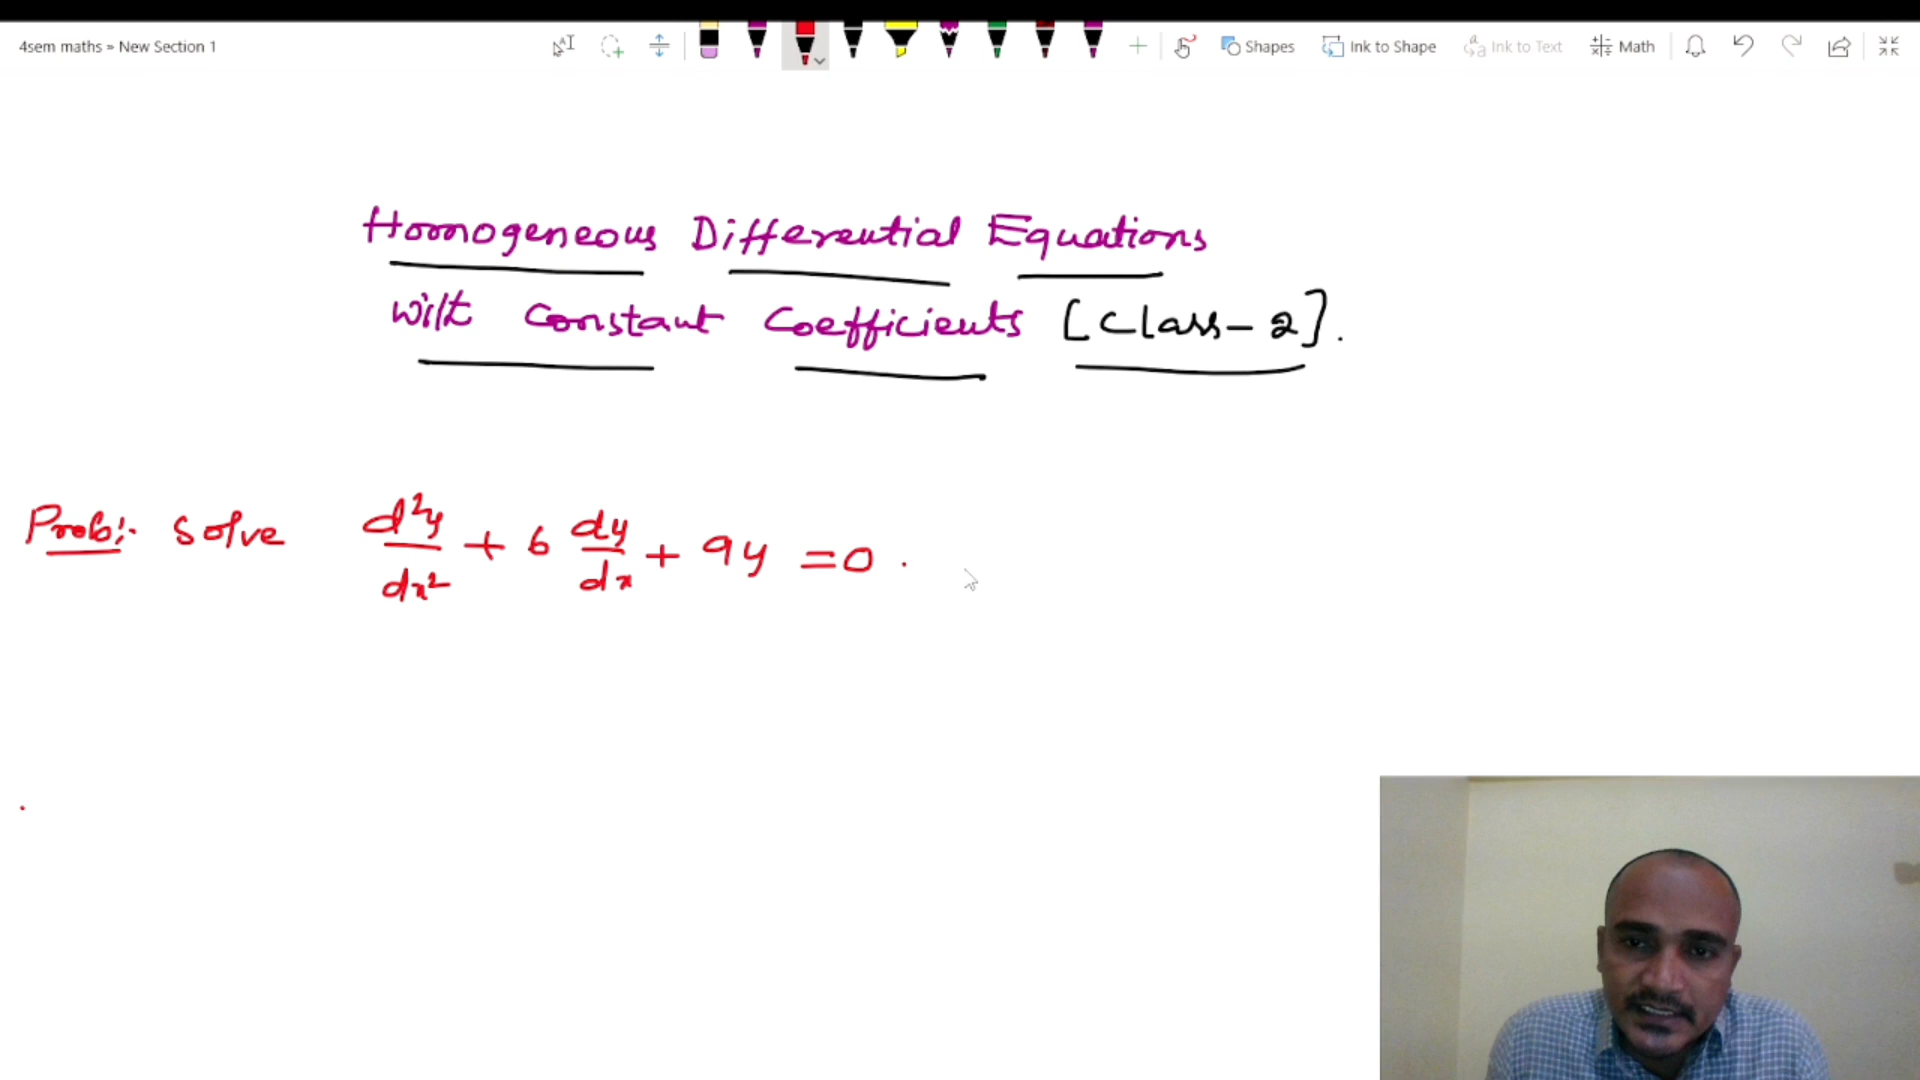 4sem maths » New Section 1
Shapes Ink to Shape Ink to Text Math
Homogeneous Differential Equations
with Constant Coefficients [Class-2].
Prob:- Solve d²y/dx² + 6 dy/dx + 9y = 0.